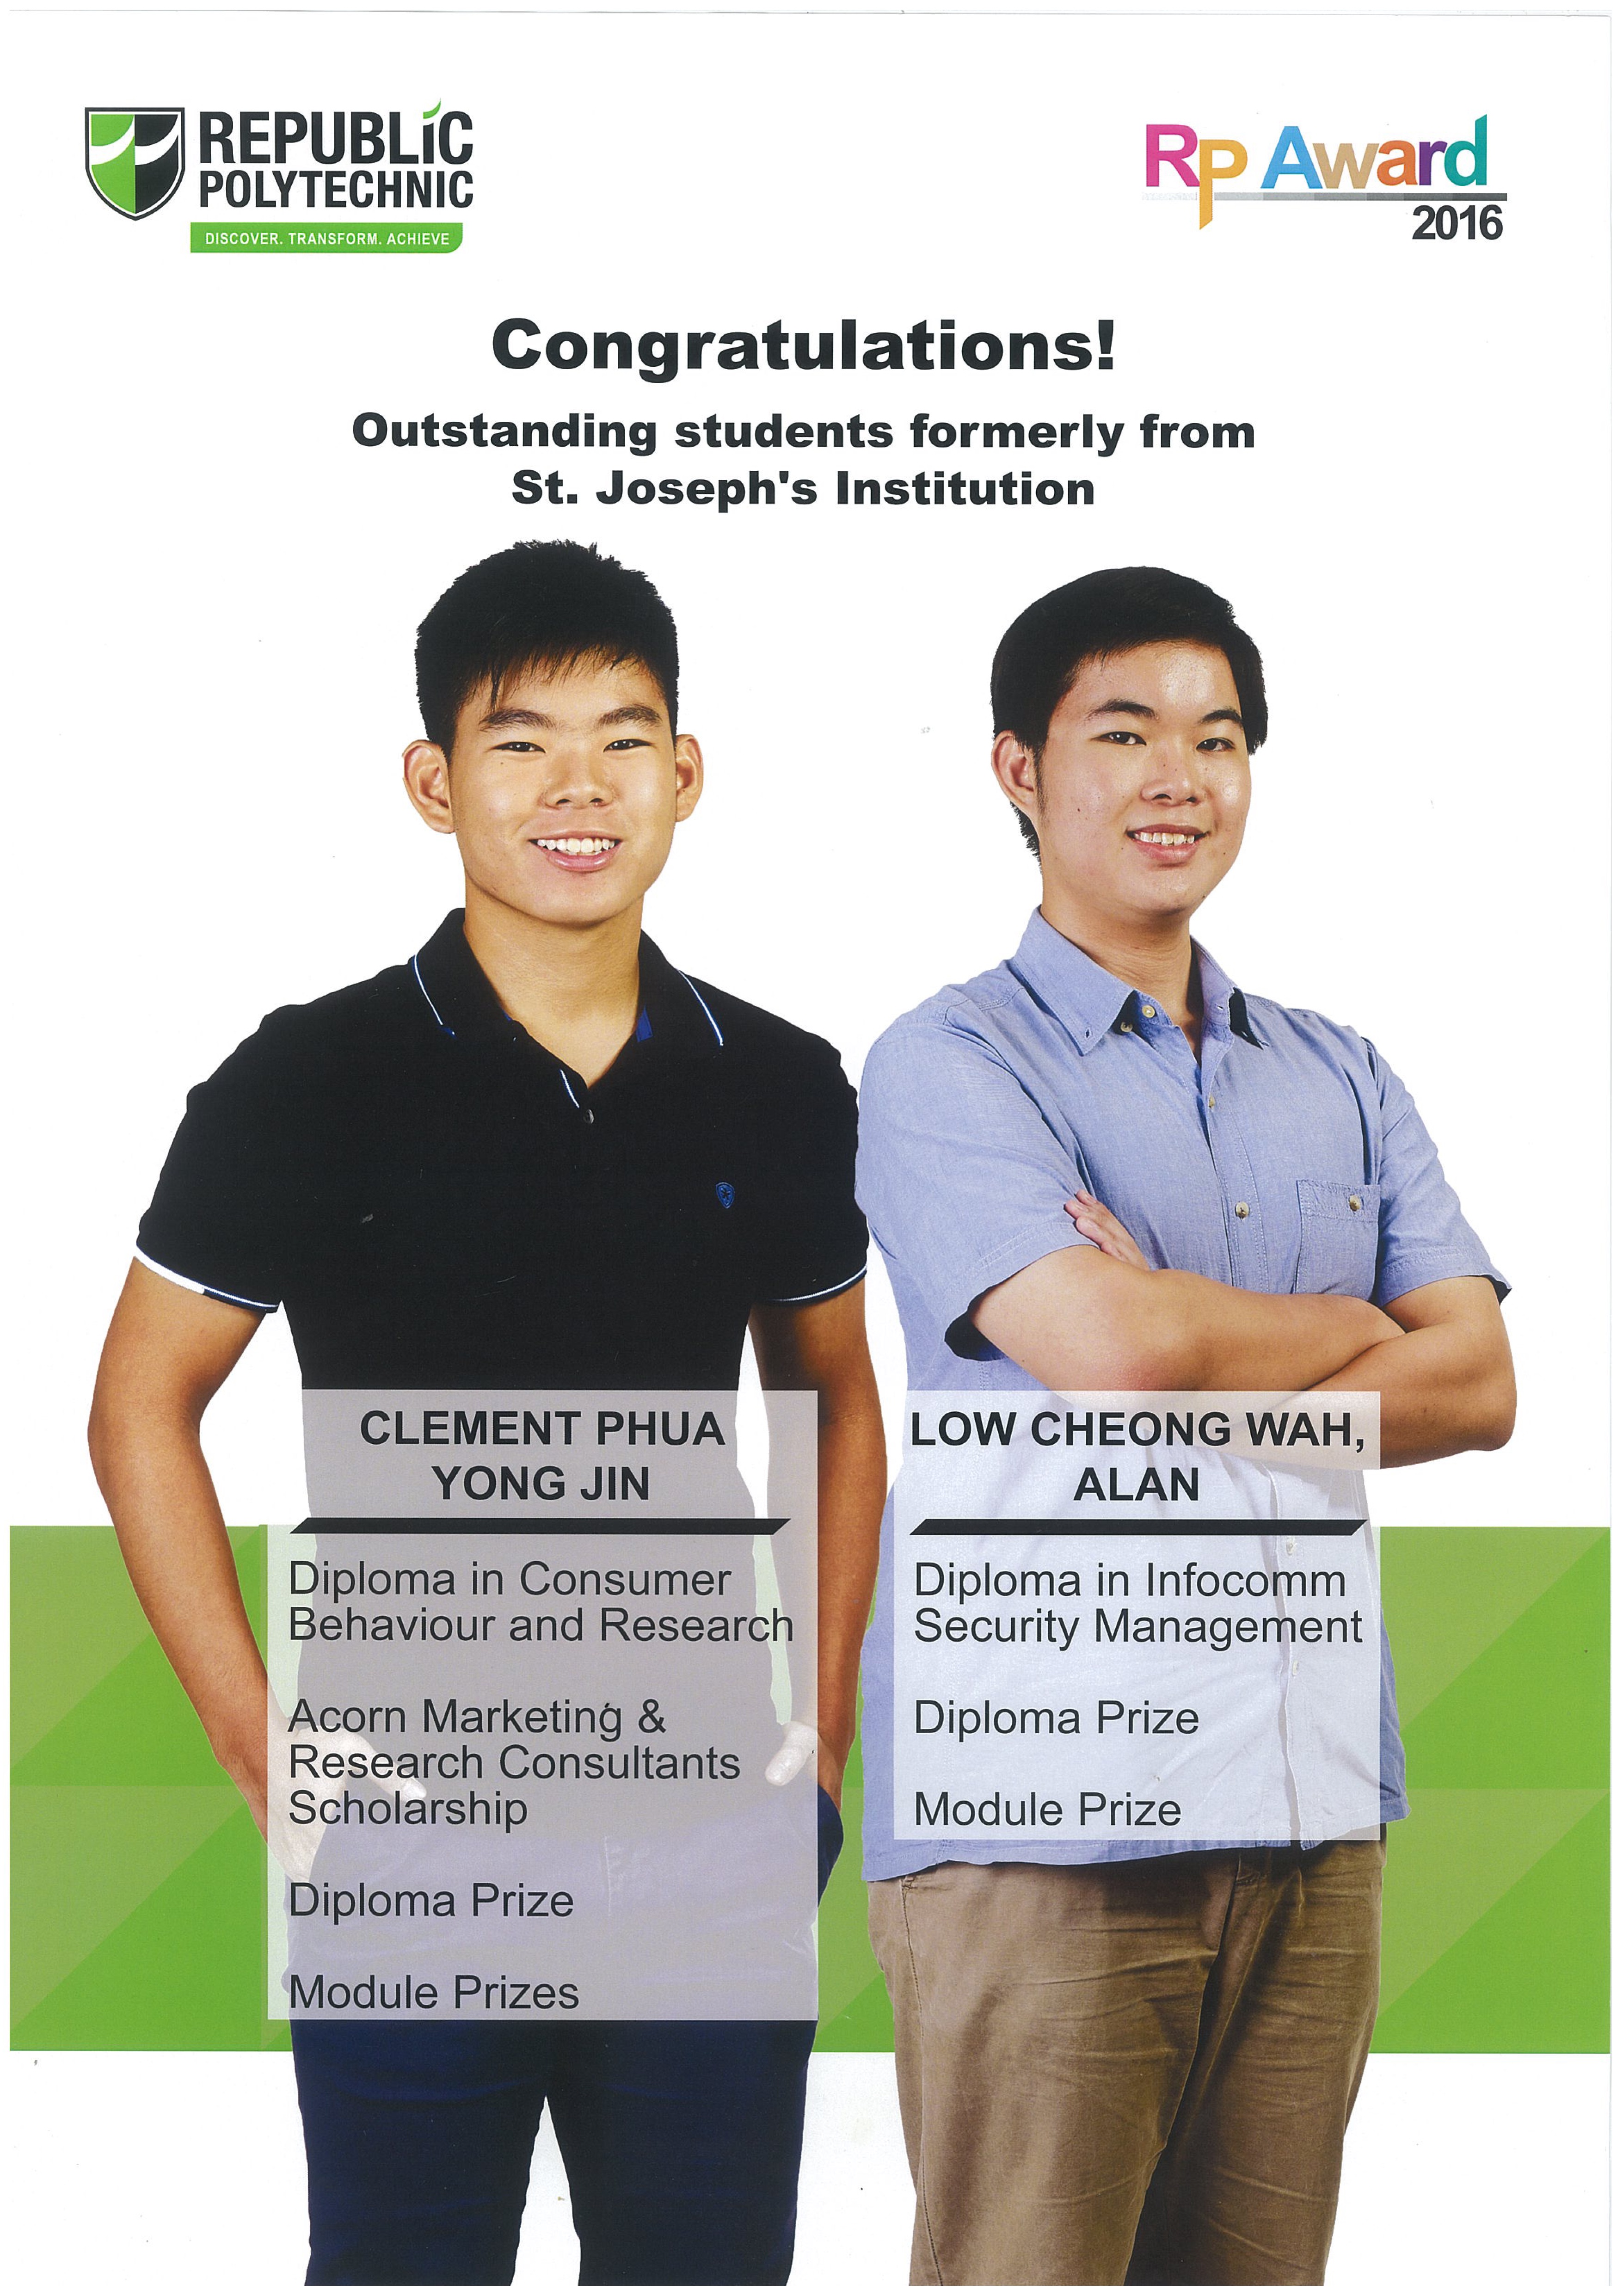 REPUBLIC
POLYTECHNIC
DISCOVER. TRANSFORM. ACHIEVE
RP Award
2016
Congratulations!
Outstanding students formerly from
St. Joseph's Institution
CLEMENT PHUA
YONG JIN
Diploma in Consumer
Behaviour and Research
Acorn Marketing &
Research Consultants
Scholarship
Diploma Prize
Module Prizes
LOW CHEONG WAH,
ALAN
Diploma in Infocomm
Security Management
Diploma Prize
Module Prize